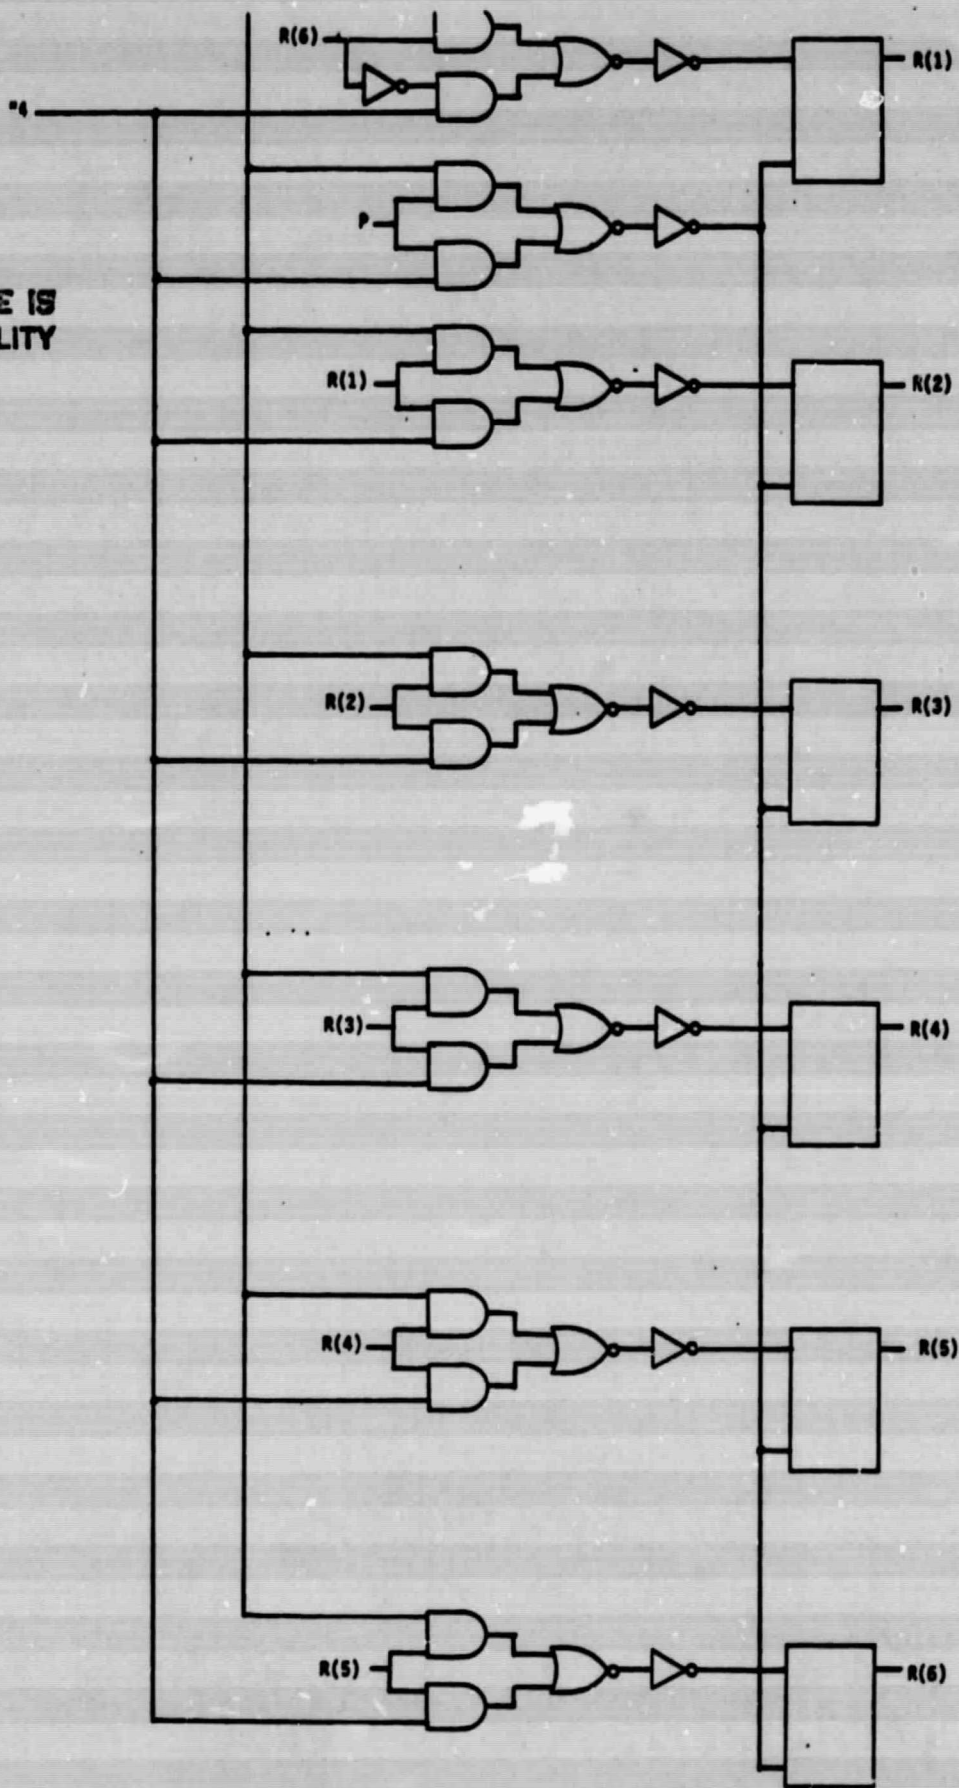 R(6)
R(1)
"4
P
E IS
LITY
R(1)
R(2)
R(2)
R(3)
R(3)
R(4)
R(4)
R(5)
R(5)
R(6)